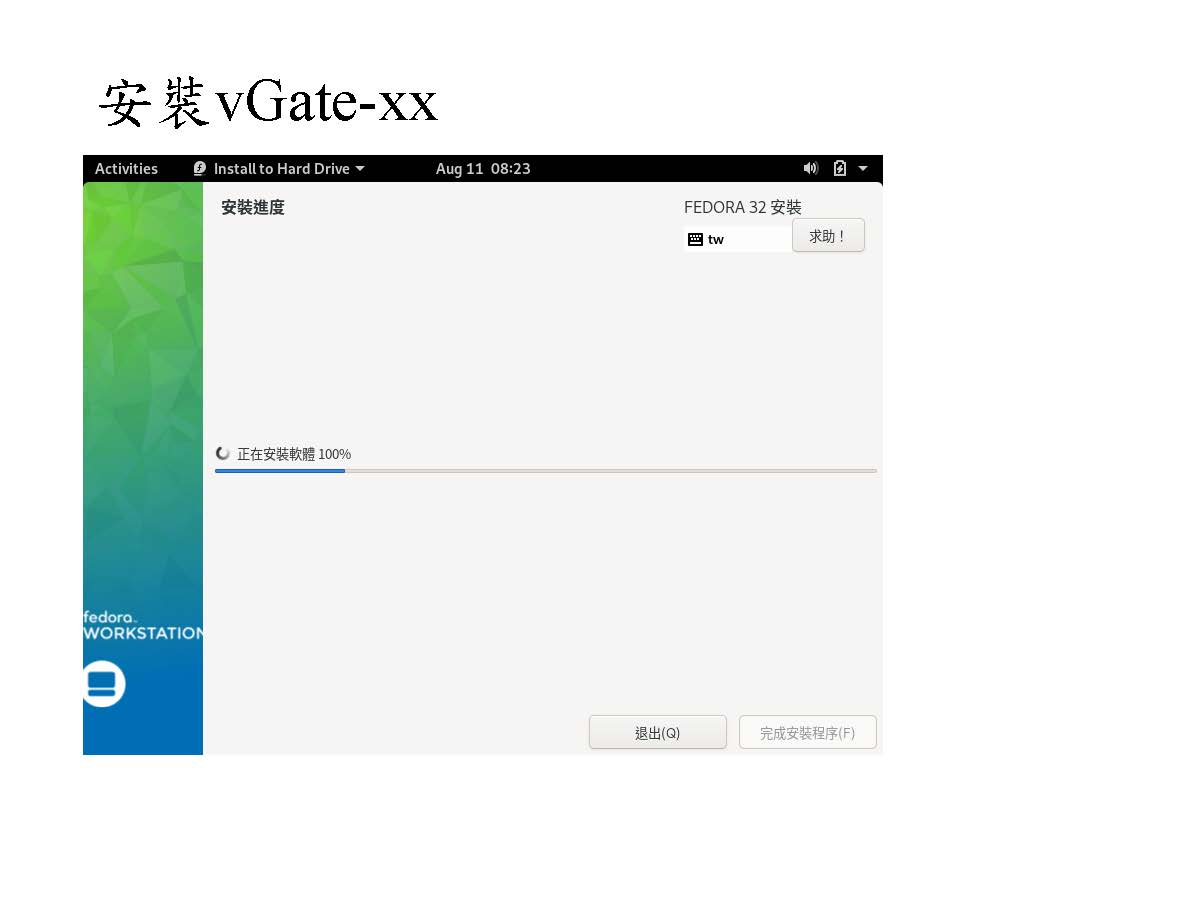 安裝vGate-xx
Activities Install to Hard Drive Aug 11 08:23
安裝進度
FEDORA 32 安裝
tw 求助！
正在安裝軟體 100%
fedora
WORKSTATION
退出(Q) 完成安裝程序(F)